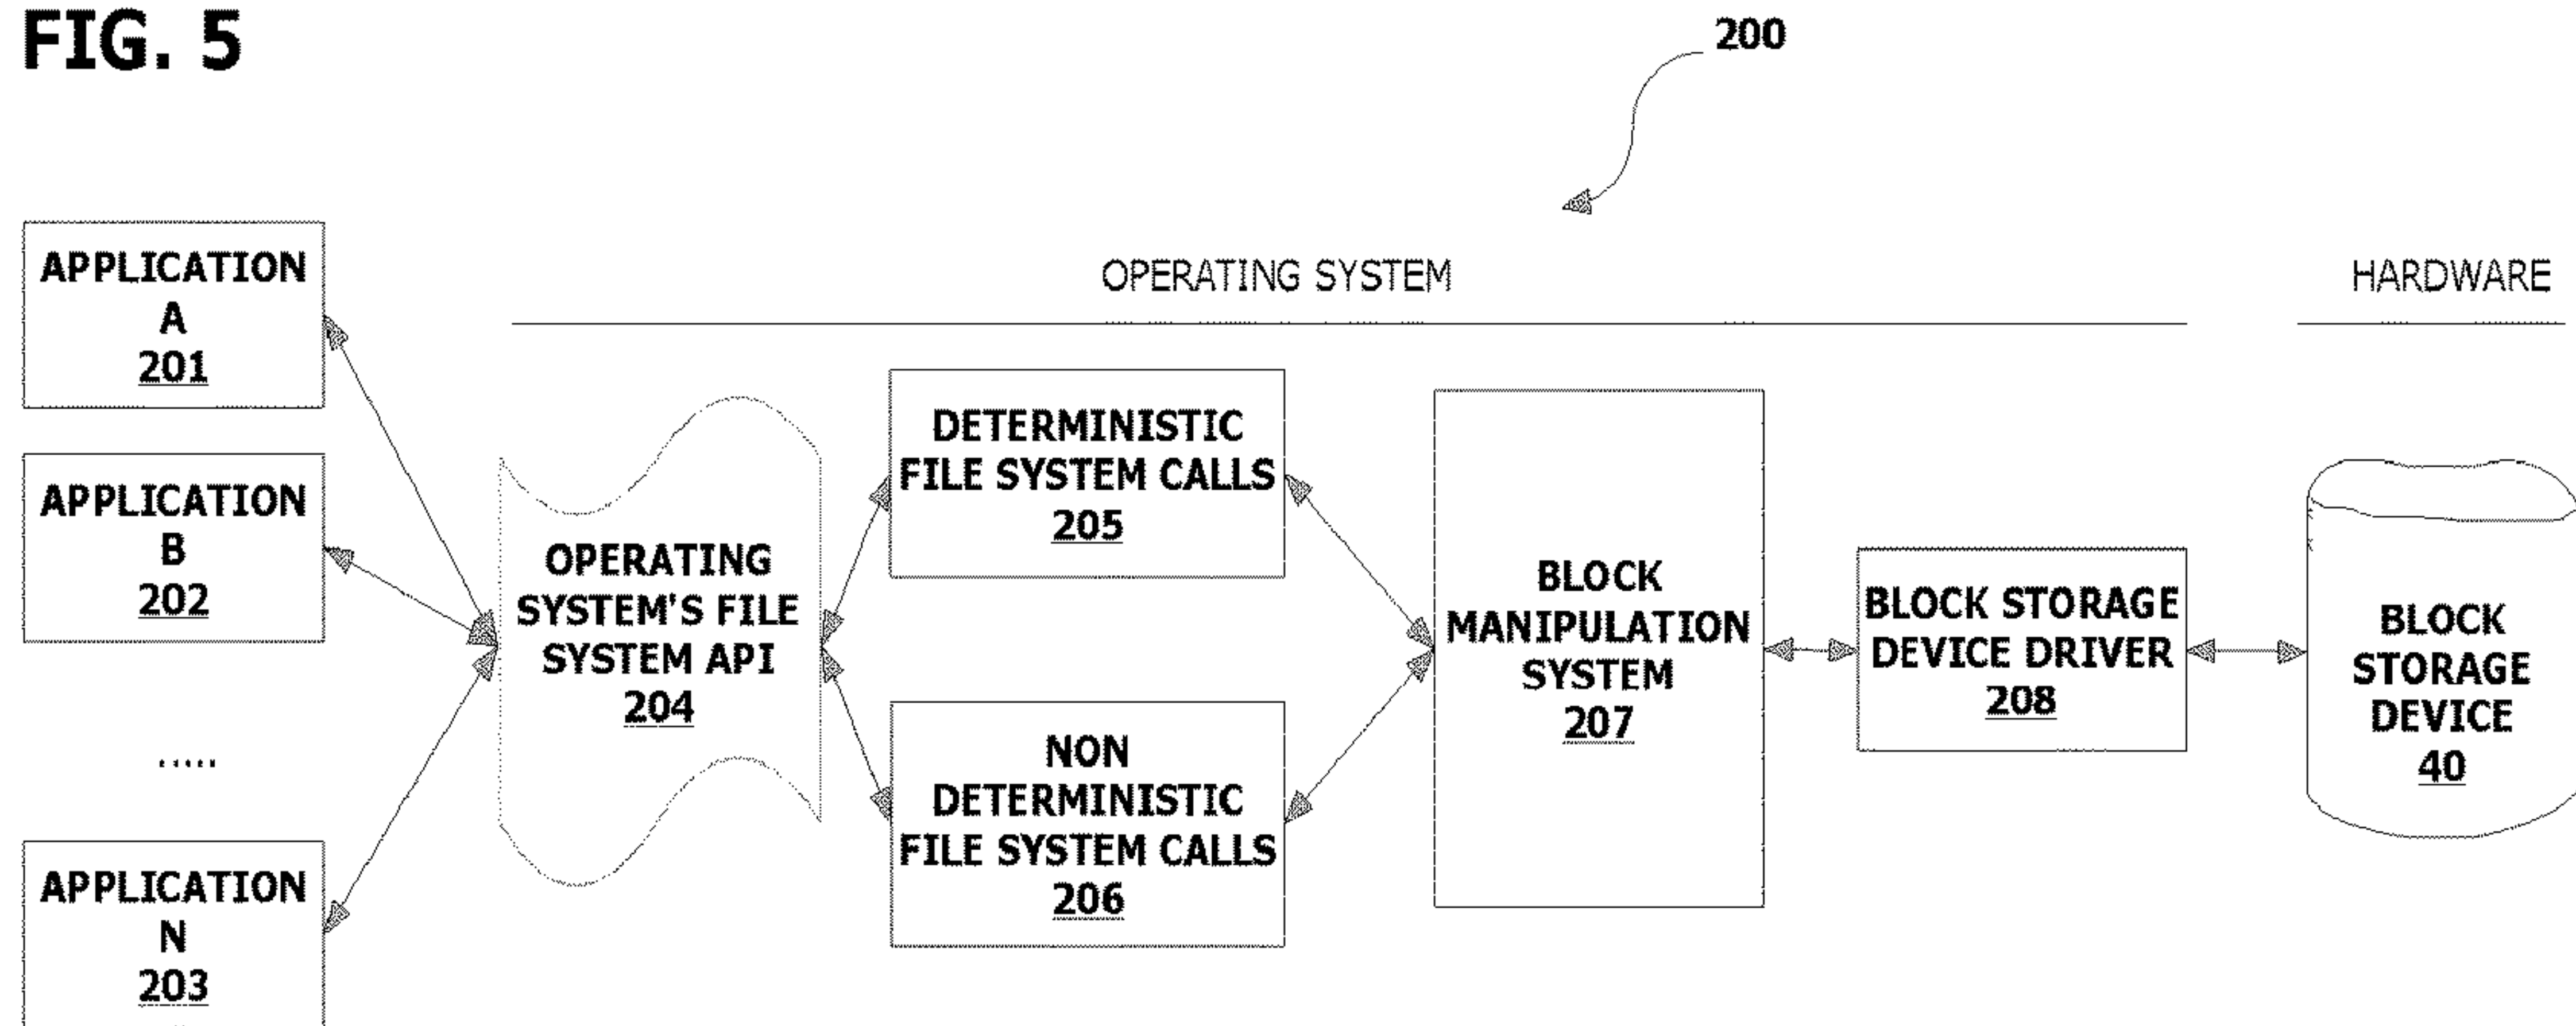 FIG. 5
200
OPERATING SYSTEM
HARDWARE
APPLICATION
A
201
APPLICATION
B
202
.....
APPLICATION
N
203
OPERATING
SYSTEM'S FILE
SYSTEM API
204
DETERMINISTIC
FILE SYSTEM CALLS
205
NON
DETERMINISTIC
FILE SYSTEM CALLS
206
BLOCK
MANIPULATION
SYSTEM
207
BLOCK STORAGE
DEVICE DRIVER
208
BLOCK
STORAGE
DEVICE
40